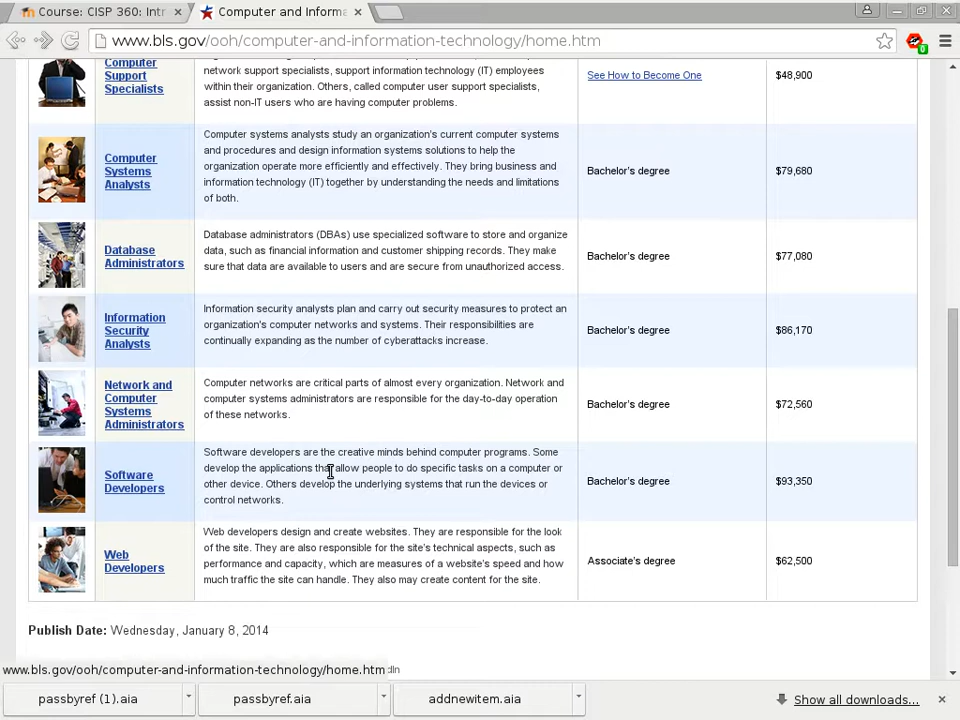 Course: CISP 360: Intr
Computer and Informa
www.bls.gov/ooh/computer-and-information-technology/home.htm
0
Computer
Support
Specialists
network support specialists, support information technology (IT) employees
within their organization. Others, called computer user support specialists,
assist non-IT users who are having computer problems.
See How to Become One
$48,900
Computer
Systems
Analysts
Computer systems analysts study an organization's current computer systems
and procedures and design information systems solutions to help the
organization operate more efficiently and effectively. They bring business and
information technology (IT) together by understanding the needs and limitations
of both.
Bachelor's degree
$79,680
Database
Administrators
Database administrators (DBAs) use specialized software to store and organize
data, such as financial information and customer shipping records. They make
sure that data are available to users and are secure from unauthorized access.
Bachelor's degree
$77,080
Information
Security
Analysts
Information security analysts plan and carry out security measures to protect an
organization's computer networks and systems. Their responsibilities are
continually expanding as the number of cyberattacks increase.
Bachelor's degree
$86,170
Network and
Computer
Systems
Administrators
Computer networks are critical parts of almost every organization. Network and
computer systems administrators are responsible for the day-to-day operation
of these networks.
Bachelor's degree
$72,560
Software
Developers
Software developers are the creative minds behind computer programs. Some
develop the applications that allow people to do specific tasks on a computer or
other device. Others develop the underlying systems that run the devices or
control networks.
Bachelor's degree
$93,350
Web
Developers
Web developers design and create websites. They are responsible for the look
of the site. They are also responsible for the site's technical aspects, such as
performance and capacity, which are measures of a website's speed and how
much traffic the site can handle. They also may create content for the site.
Associate's degree
$62,500
Publish Date: Wednesday, January 8, 2014
www.bls.gov/ooh/computer-and-information-technology/home.htm
passbyref (1).aia
passbyref.aia
addnewitem.aia
Show all downloads...